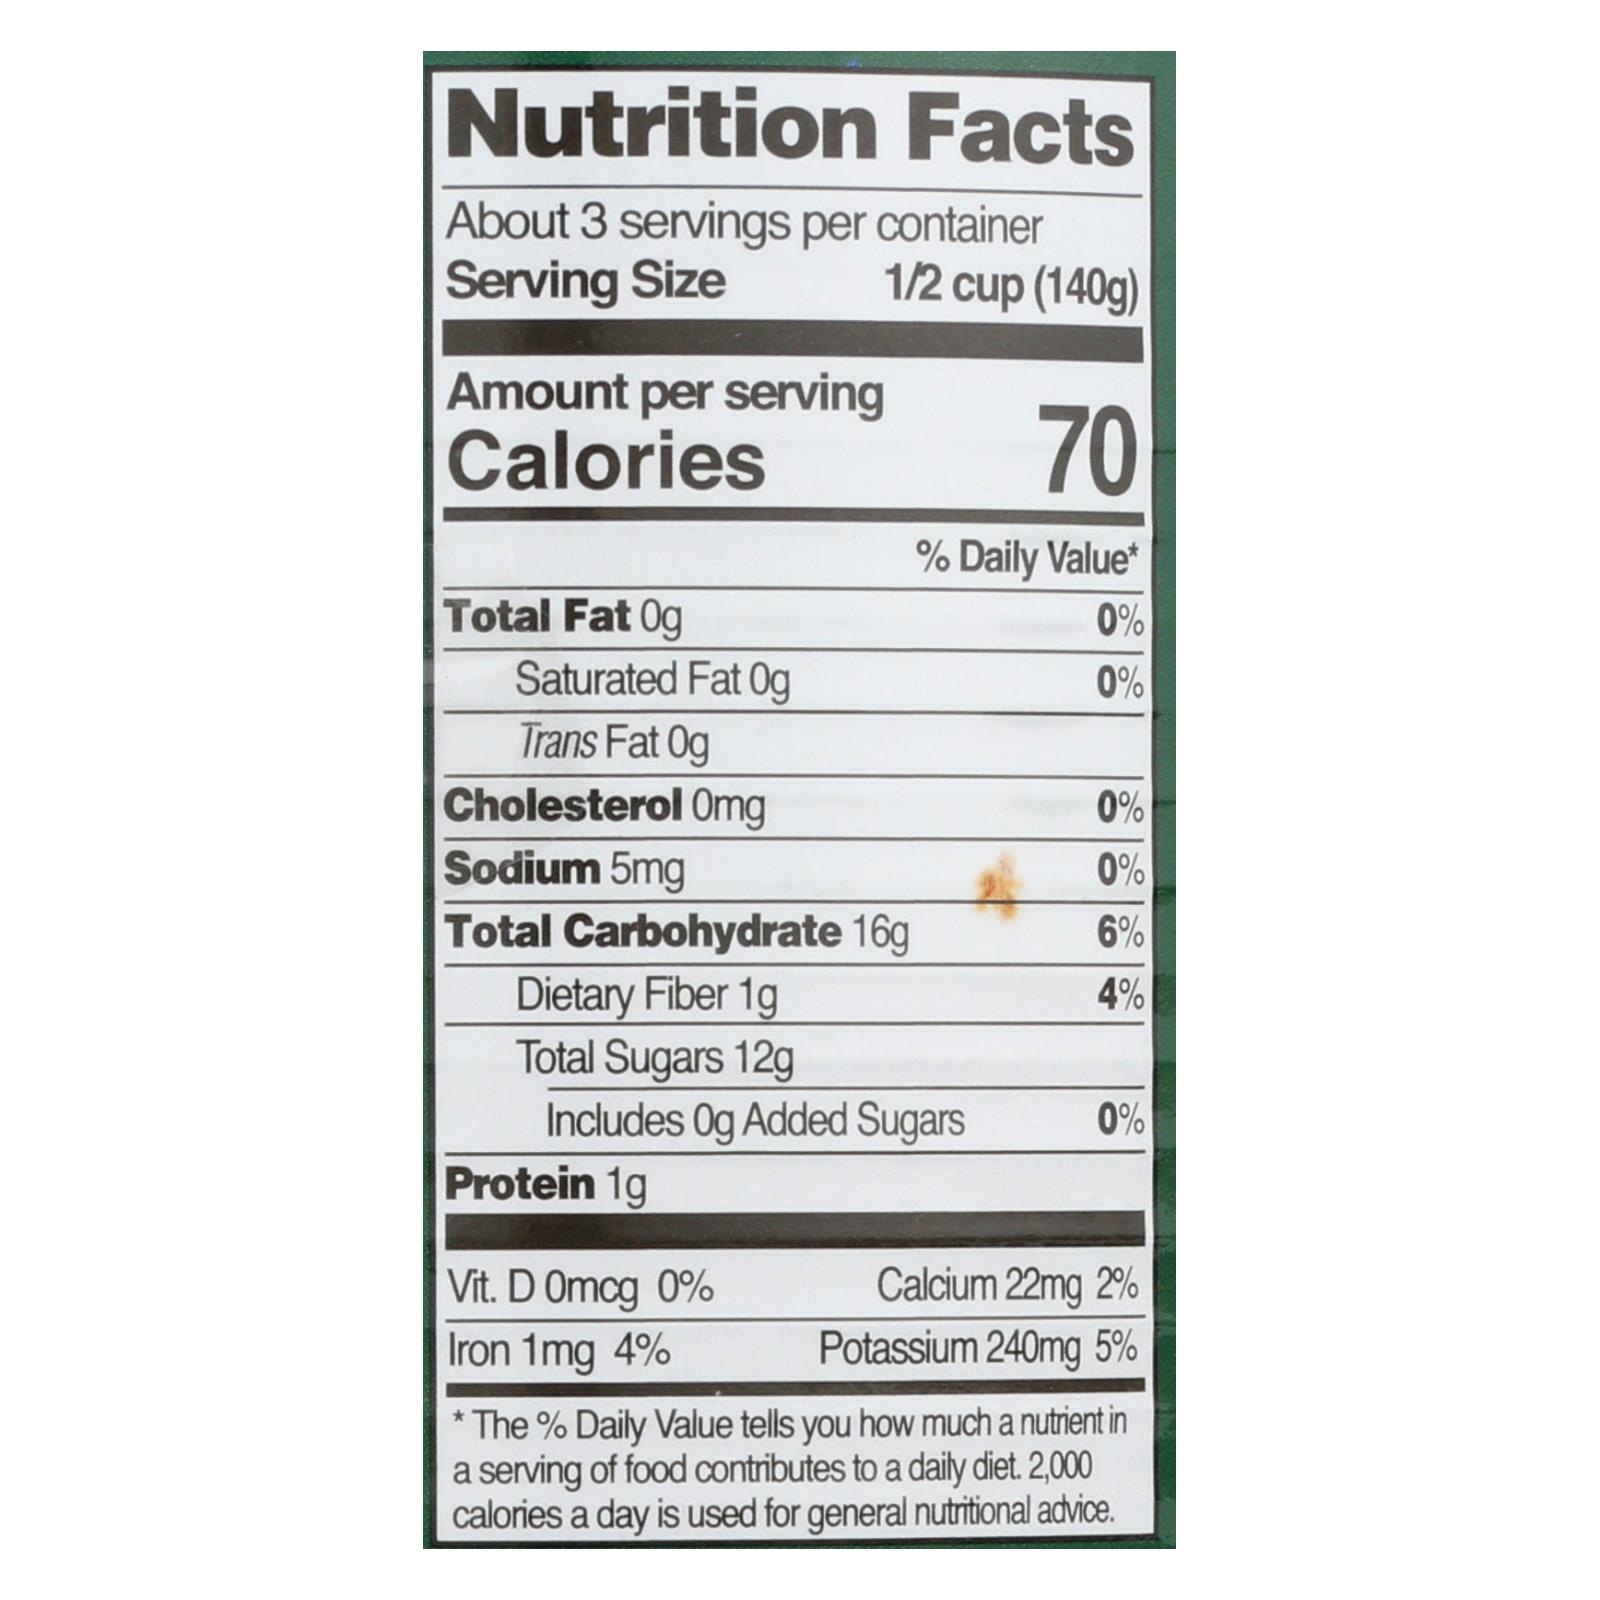 Nutrition Facts
About 3 servings per container
Serving Size 1/2 cup (140g)
Amount per serving
Calories 70
% Daily Value*
Total Fat 0g 0%
Saturated Fat 0g 0%
Trans Fat 0g
Cholesterol 0mg 0%
Sodium 5mg 0%
Total Carbohydrate 16g 6%
Dietary Fiber 1g 4%
Total Sugars 12g
Includes 0g Added Sugars 0%
Protein 1g
Vit. D 0mcg 0% Calcium 22mg 2%
Iron 1mg 4% Potassium 240mg 5%
* The % Daily Value tells you how much a nutrient in
a serving of food contributes to a daily diet. 2,000
calories a day is used for general nutritional advice.